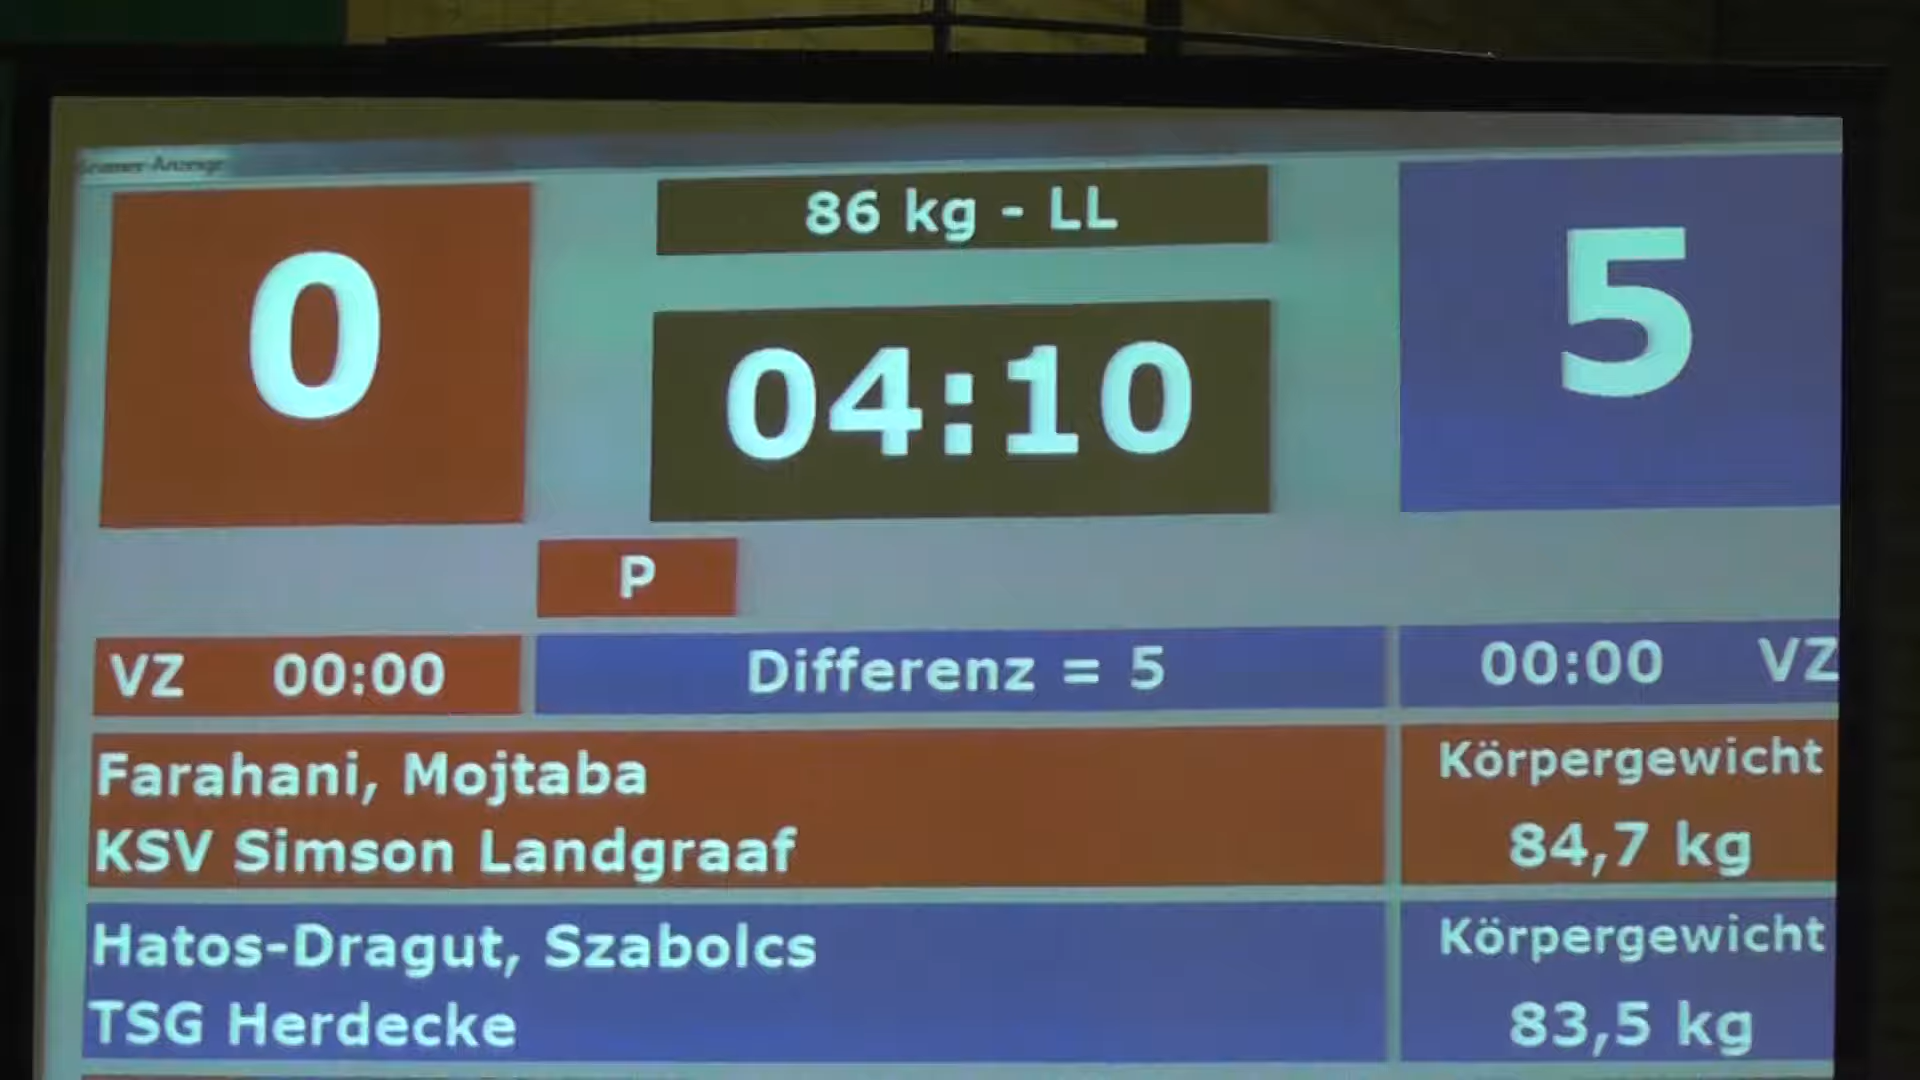 0
86 kg - LL
5
04:10
P
VZ 00:00
Differenz = 5
00:00 VZ
Farahani, Mojtaba
Körpergewicht
KSV Simson Landgraaf
84,7 kg
Hatos-Dragut, Szabolcs
Körpergewicht
TSG Herdecke
83,5 kg